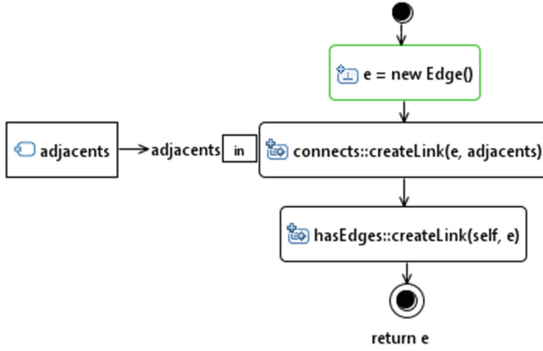 e = new Edge()
adjacents
adjacents
in
connects::createLink(e, adjacents)
hasEdges::createLink(self, e)
return e